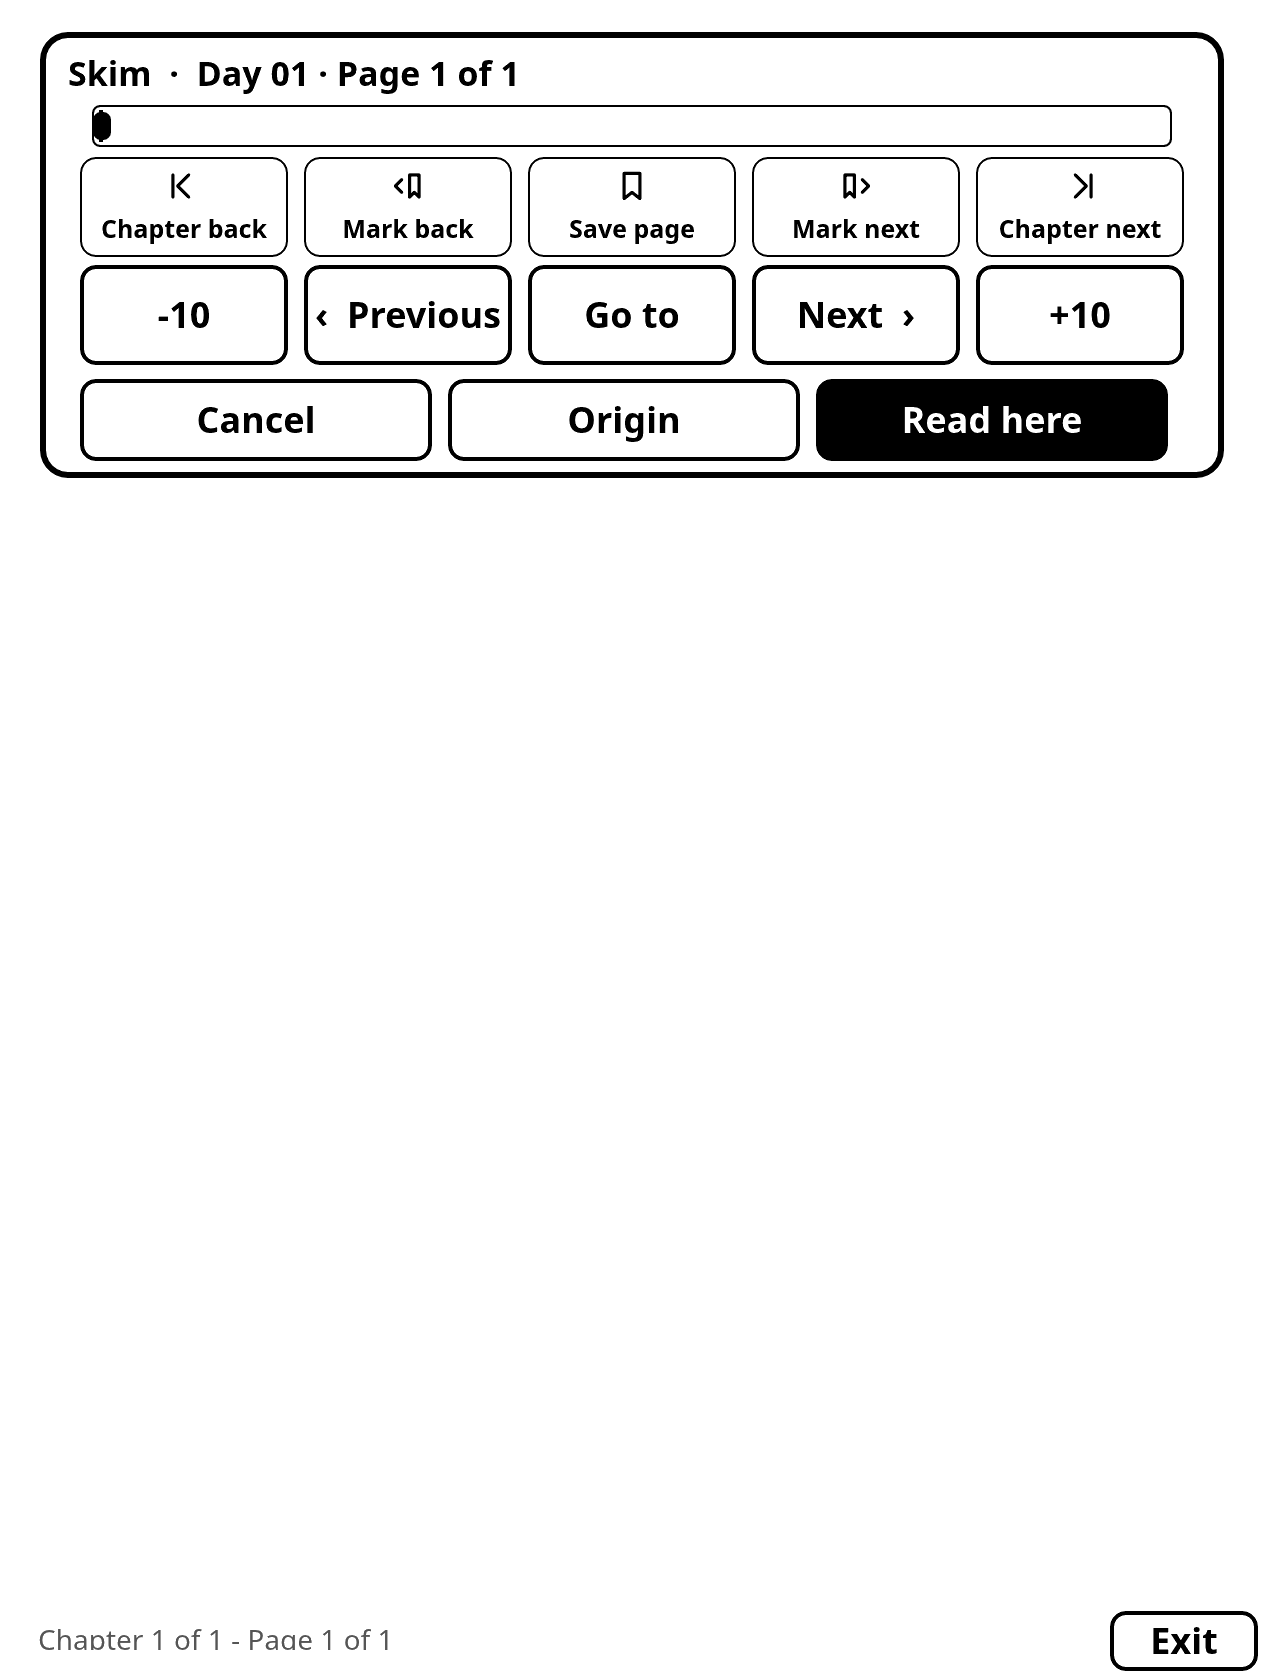 Skim · Day 01 · Page 1 of 1
Chapter back
Mark back
Save page
Mark next
Chapter next
-10
‹ Previous
Go to
Next ›
+10
Cancel
Origin
Read here
Chapter 1 of 1 - Page 1 of 1
Exit